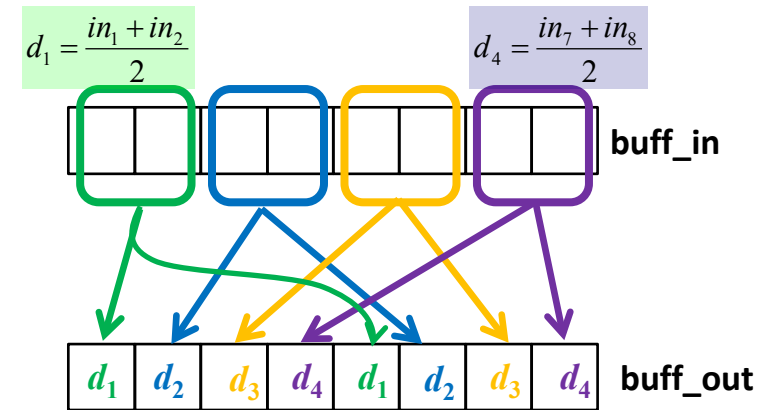 d₁ = (in₁ + in₂) / 2
d₄ = (in₇ + in₈) / 2
buff_in
d₁ d₂ d₃ d₄ d₁ d₂ d₃ d₄
buff_out